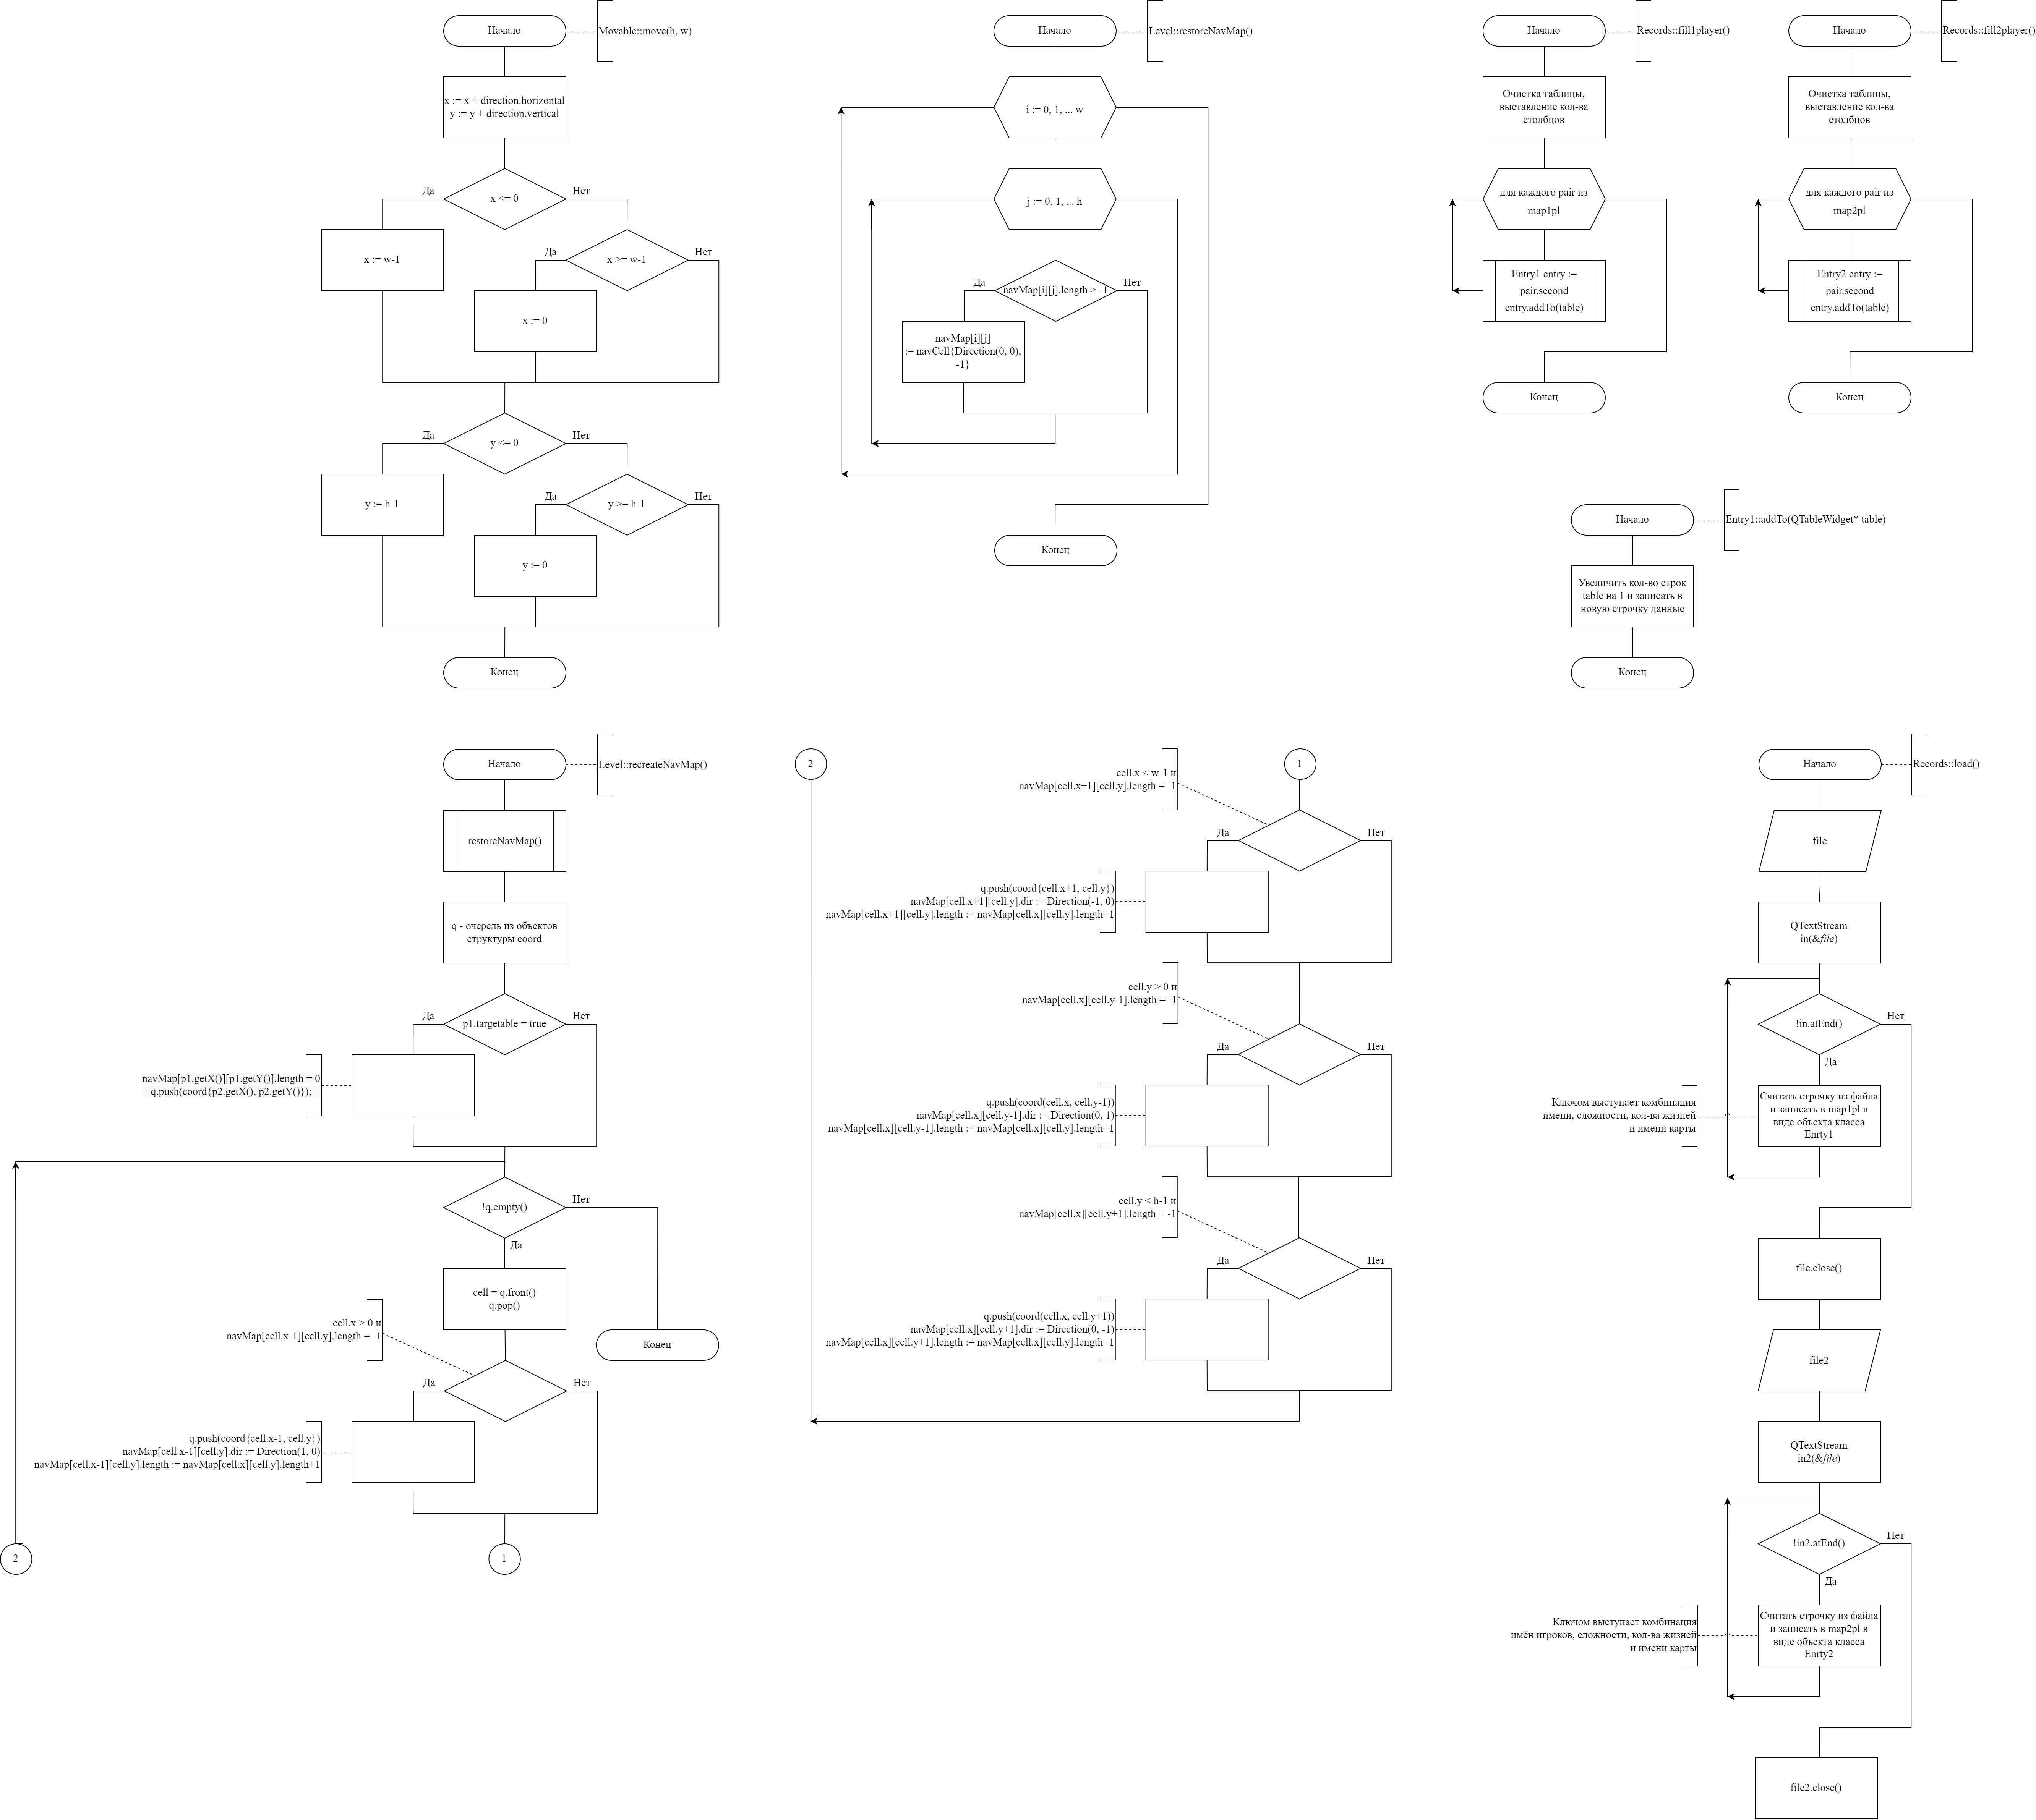 Начало
Movable::move(h, w)
x := x + direction.horizontal
y := y + direction.vertical
x <= 0
Да
Нет
x := w-1
x >= w-1
Да
Нет
x := 0
y <= 0
Да
Нет
y := h-1
y >= h-1
Да
Нет
y := 0
Конец
Начало
Level::restoreNavMap()
i := 0, 1, ... w
j := 0, 1, ... h
navMap[i][j].length > -1
Да
Нет
navMap[i][j]
:= navCell{Direction(0, 0),
-1}
Конец
Начало
Records::fill1player()
Очистка таблицы,
выставление кол-ва
столбцов
для каждого pair из
map1pl
Entry1 entry :=
pair.second
entry.addTo(table)
Конец
Начало
Records::fill2player()
Очистка таблицы,
выставление кол-ва
столбцов
для каждого pair из
map2pl
Entry2 entry :=
pair.second
entry.addTo(table)
Конец
Начало
Entry1::addTo(QTableWidget* table)
Увеличить кол-во строк
table на 1 и записать в
новую строчку данные
Конец
Начало
Level::recreateNavMap()
restoreNavMap()
q - очередь из объектов
структуры coord
p1.targetable = true
Да
Нет
navMap[p1.getX()][p1.getY()].length = 0
q.push(coord{p2.getX(), p2.getY()});
!q.empty()
Нет
Да
cell = q.front()
q.pop()
Конец
cell.x > 0 и
navMap[cell.x-1][cell.y].length = -1
Да
Нет
q.push(coord{cell.x-1, cell.y})
navMap[cell.x-1][cell.y].dir := Direction(1, 0)
navMap[cell.x-1][cell.y].length := navMap[cell.x][cell.y].length+1
2
1
2
1
cell.x < w-1 и
navMap[cell.x+1][cell.y].length = -1
Да
Нет
q.push(coord{cell.x+1, cell.y})
navMap[cell.x+1][cell.y].dir := Direction(-1, 0)
navMap[cell.x+1][cell.y].length := navMap[cell.x][cell.y].length+1
cell.y > 0 и
navMap[cell.x][cell.y-1].length = -1
Да
Нет
q.push(coord(cell.x, cell.y-1))
navMap[cell.x][cell.y-1].dir := Direction(0, 1)
navMap[cell.x][cell.y-1].length := navMap[cell.x][cell.y].length+1
cell.y < h-1 и
navMap[cell.x][cell.y+1].length = -1
Да
Нет
q.push(coord(cell.x, cell.y+1))
navMap[cell.x][cell.y+1].dir := Direction(0, -1)
navMap[cell.x][cell.y+1].length := navMap[cell.x][cell.y].length+1
Начало
Records::load()
file
QTextStream
in(&file)
!in.atEnd()
Нет
Да
Ключом выступает комбинация
имени, сложности, кол-ва жизней
и имени карты
Считать строчку из файла
и записать в map1pl в
виде объекта класса
Enrty1
file.close()
file2
QTextStream
in2(&file)
!in2.atEnd()
Нет
Да
Ключом выступает комбинация
имён игроков, сложности, кол-ва жизней
и имени карты
Считать строчку из файла
и записать в map2pl в
виде объекта класса
Enrty2
file2.close()